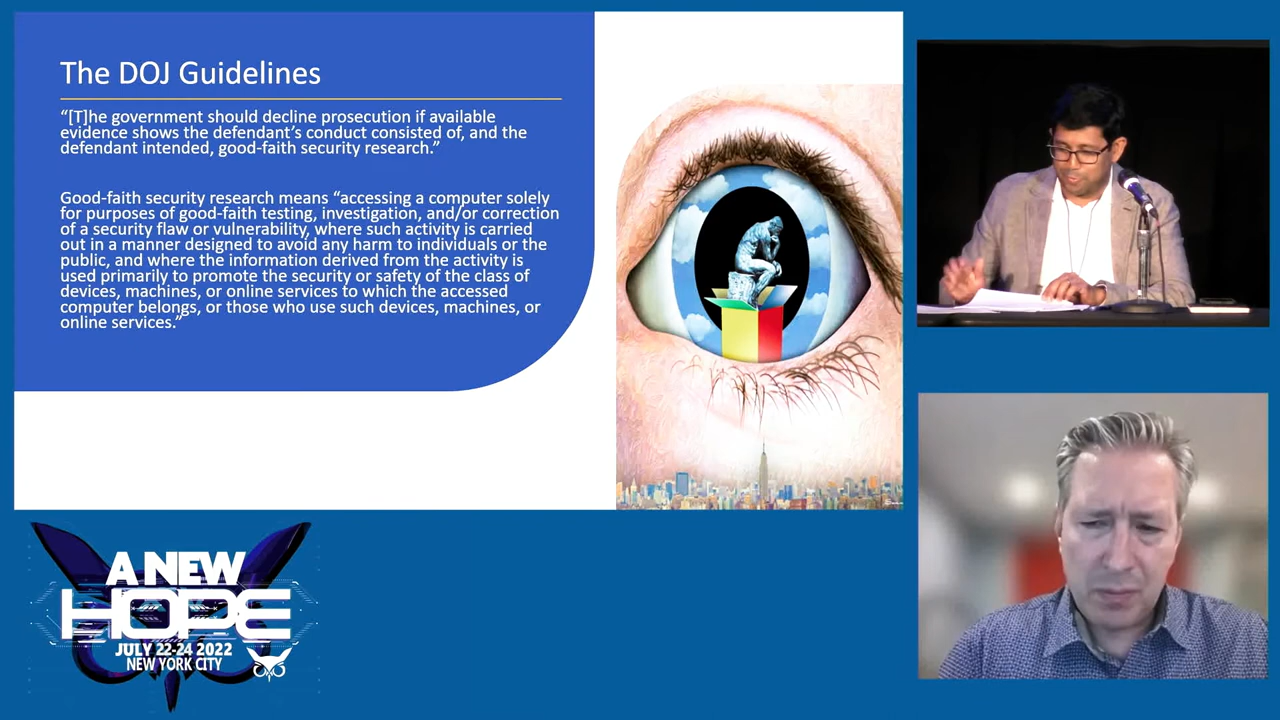 The DOJ Guidelines
“[T]he government should decline prosecution if available
evidence shows the defendant’s conduct consisted of, and the
defendant intended, good-faith security research.”
Good-faith security research means “accessing a computer solely
for purposes of good-faith testing, investigation, and/or correction
of a security flaw or vulnerability, where such activity is carried
out in a manner designed to avoid any harm to individuals or the
public, and where the information derived from the activity is
used primarily to promote the security or safety of the class of
devices, machines, or online services to which the accessed
computer belongs, or those who use such devices, machines, or
online services.”
A NEW
HOPE
JULY 22-24 2022
NEW YORK CITY